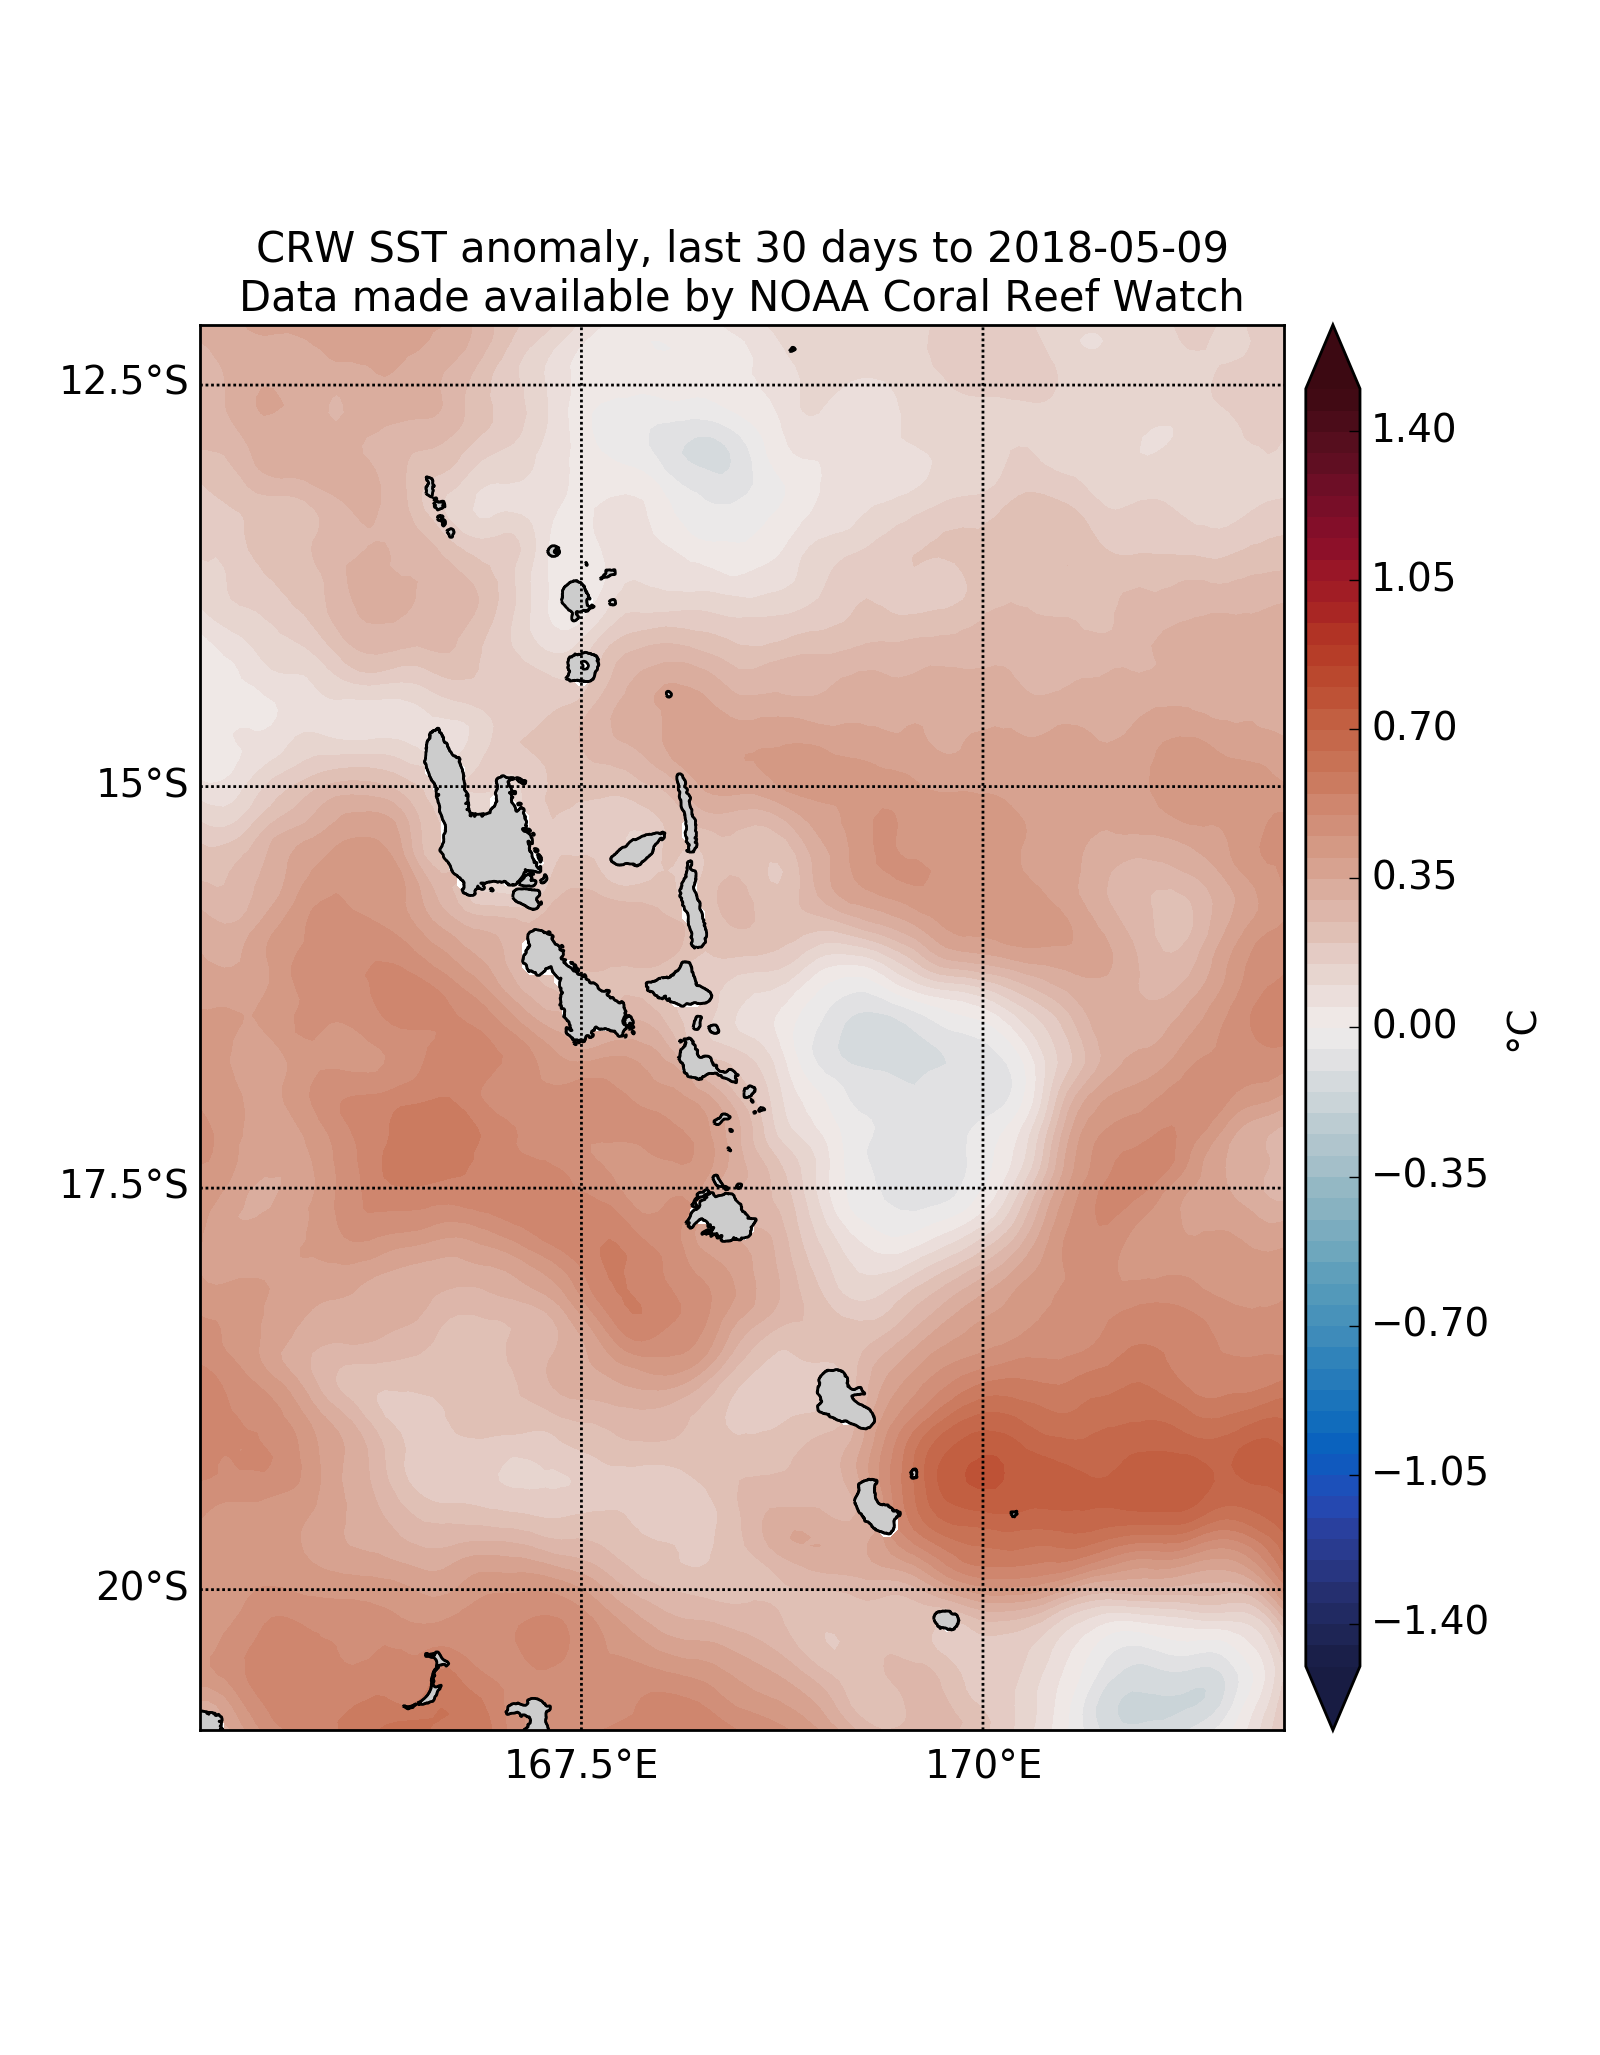 CRW SST anomaly, last 30 days to 2018-05-09
Data made available by NOAA Coral Reef Watch
12.5°S
15°S
17.5°S
20°S
167.5°E
170°E
1.40
1.05
0.70
0.35
0.00
−0.35
−0.70
−1.05
−1.40
°C